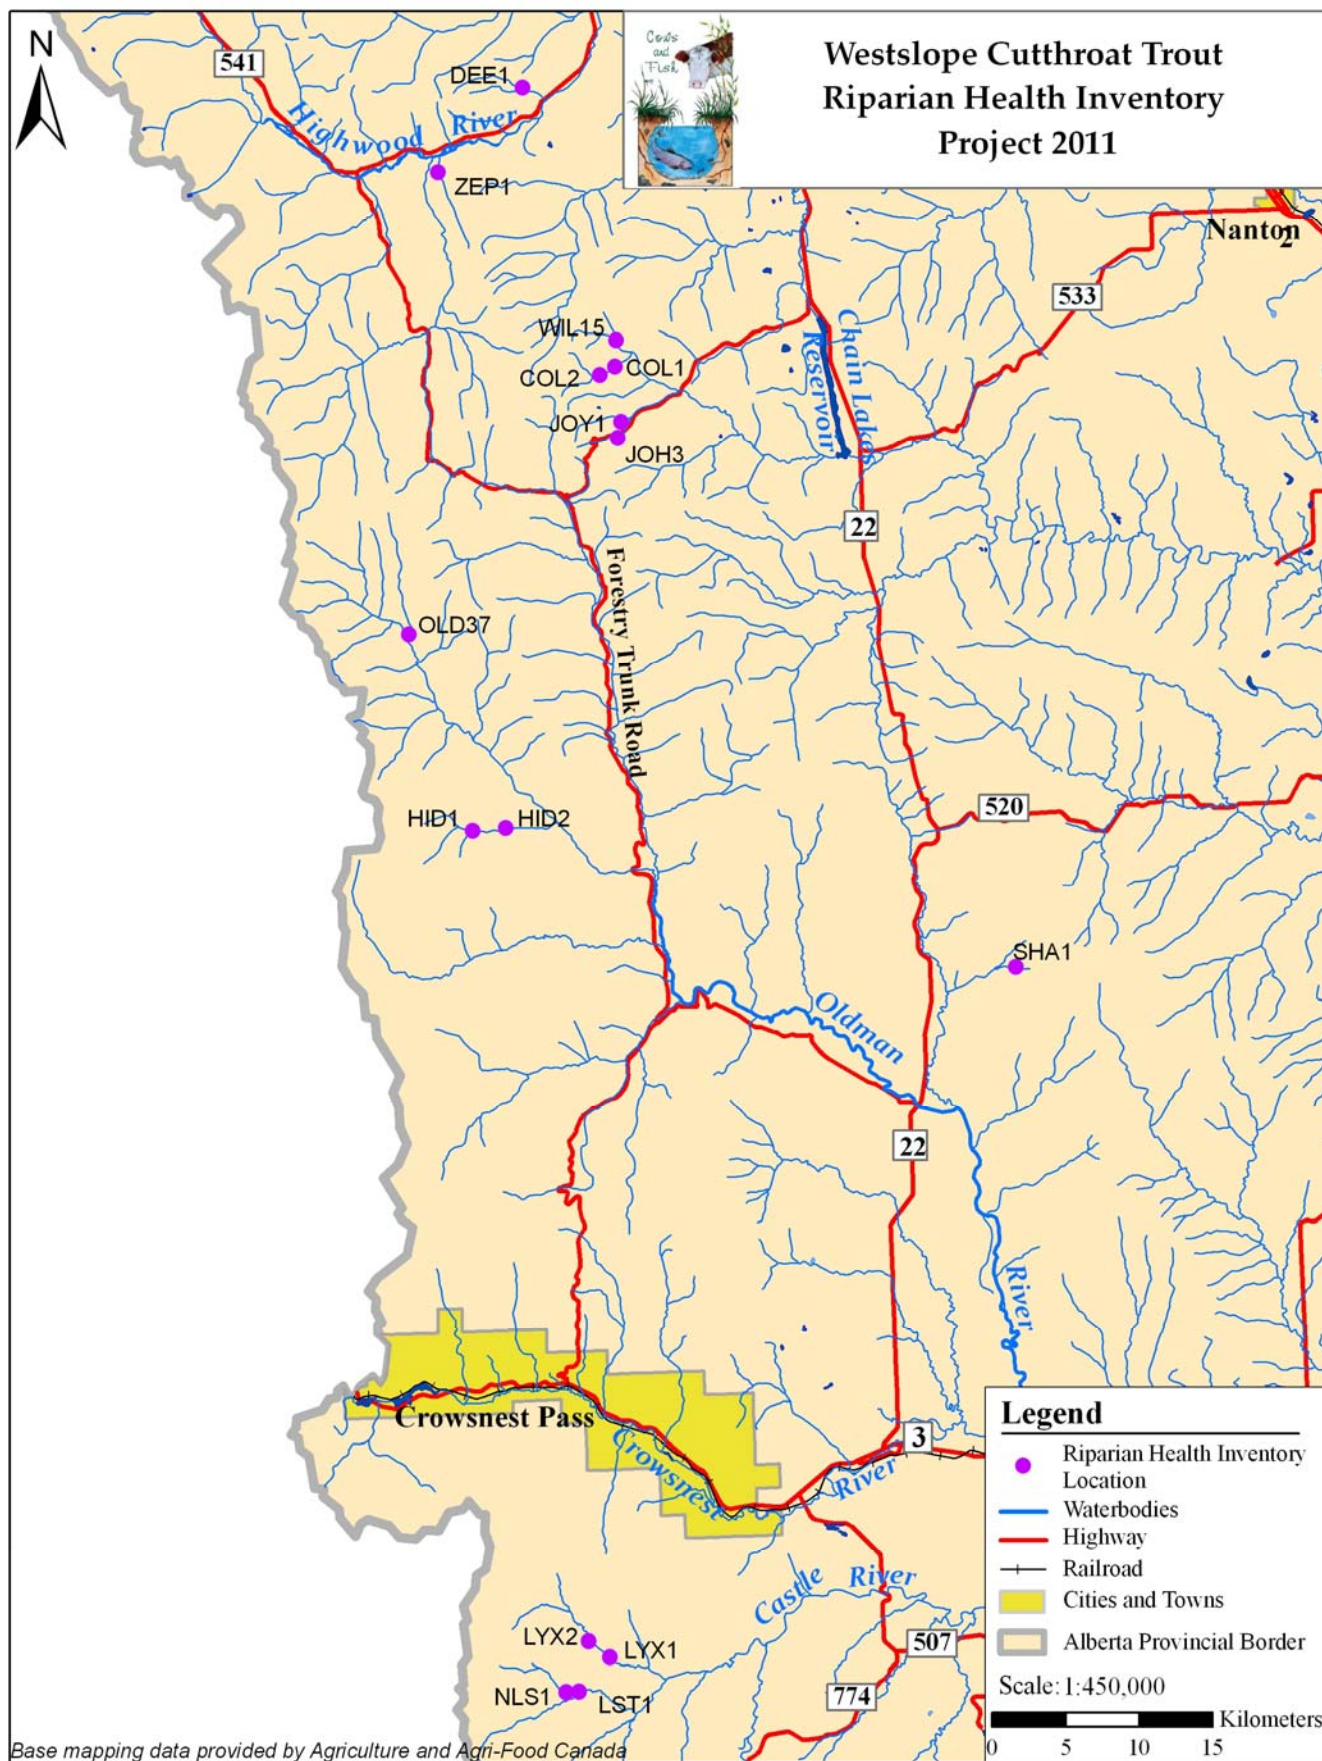 N
541
DEE1
Highwood River
ZEP1
Cows
and
Fish
Westslope Cutthroat Trout
Riparian Health Inventory
Project 2011
Nanton
2
533
WIL15
COL1
COL2
JOY1
JOH3
Chain Lakes
Reservoir
22
Forestry Trunk Road
OLD37
520
HID1
HID2
SHA1
Oldman
River
22
Crowsnest Pass
Crowsnest
River
3
Castle River
LYX2
LYX1
NLS1
LST1
507
774
Legend
Riparian Health Inventory
Location
Waterbodies
Highway
Railroad
Cities and Towns
Alberta Provincial Border
Scale: 1:450,000
Kilometers
0 5 10 15
Base mapping data provided by Agriculture and Agri-Food Canada